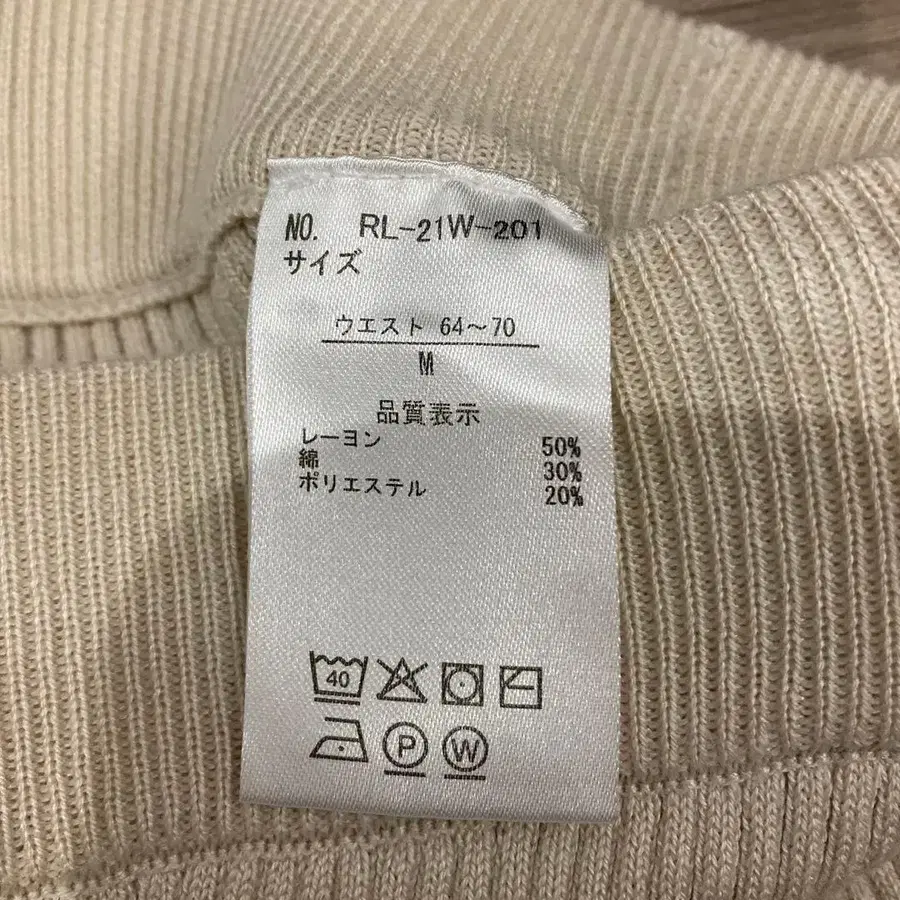 NO. RL-21W-201
サイズ
ウエスト 64～70
M
品質表示
レーヨン 50%
綿 30%
ポリエステル 20%
40
P W